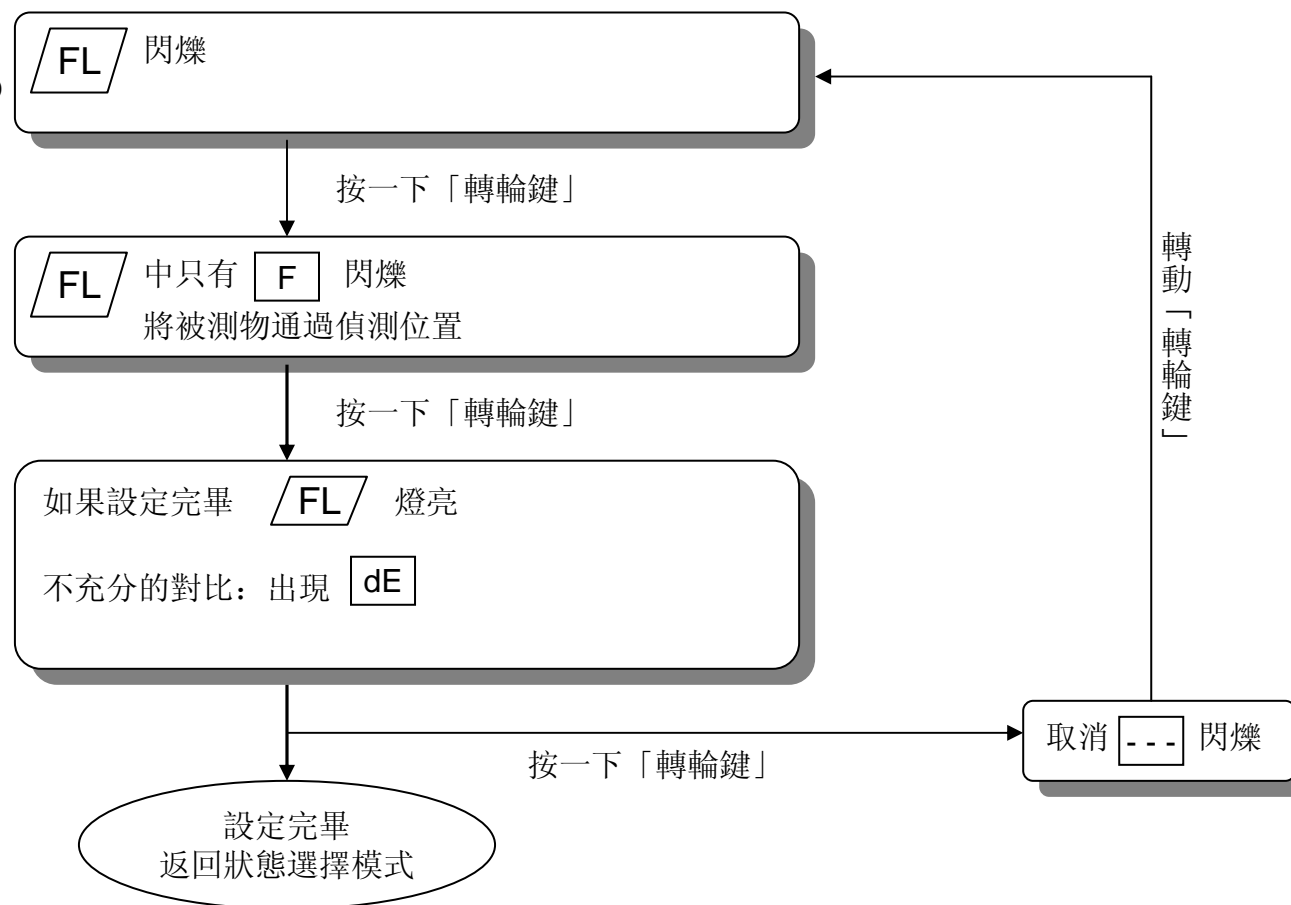 FL 閃爍
按一下「轉輪鍵」
FL 中只有 F 閃爍
將被測物通過偵測位置
按一下「轉輪鍵」
如果設定完畢 FL 燈亮
不充分的對比：出現 dE
按一下「轉輪鍵」
取消 --- 閃爍
轉動「轉輪鍵」
設定完畢
返回狀態選擇模式